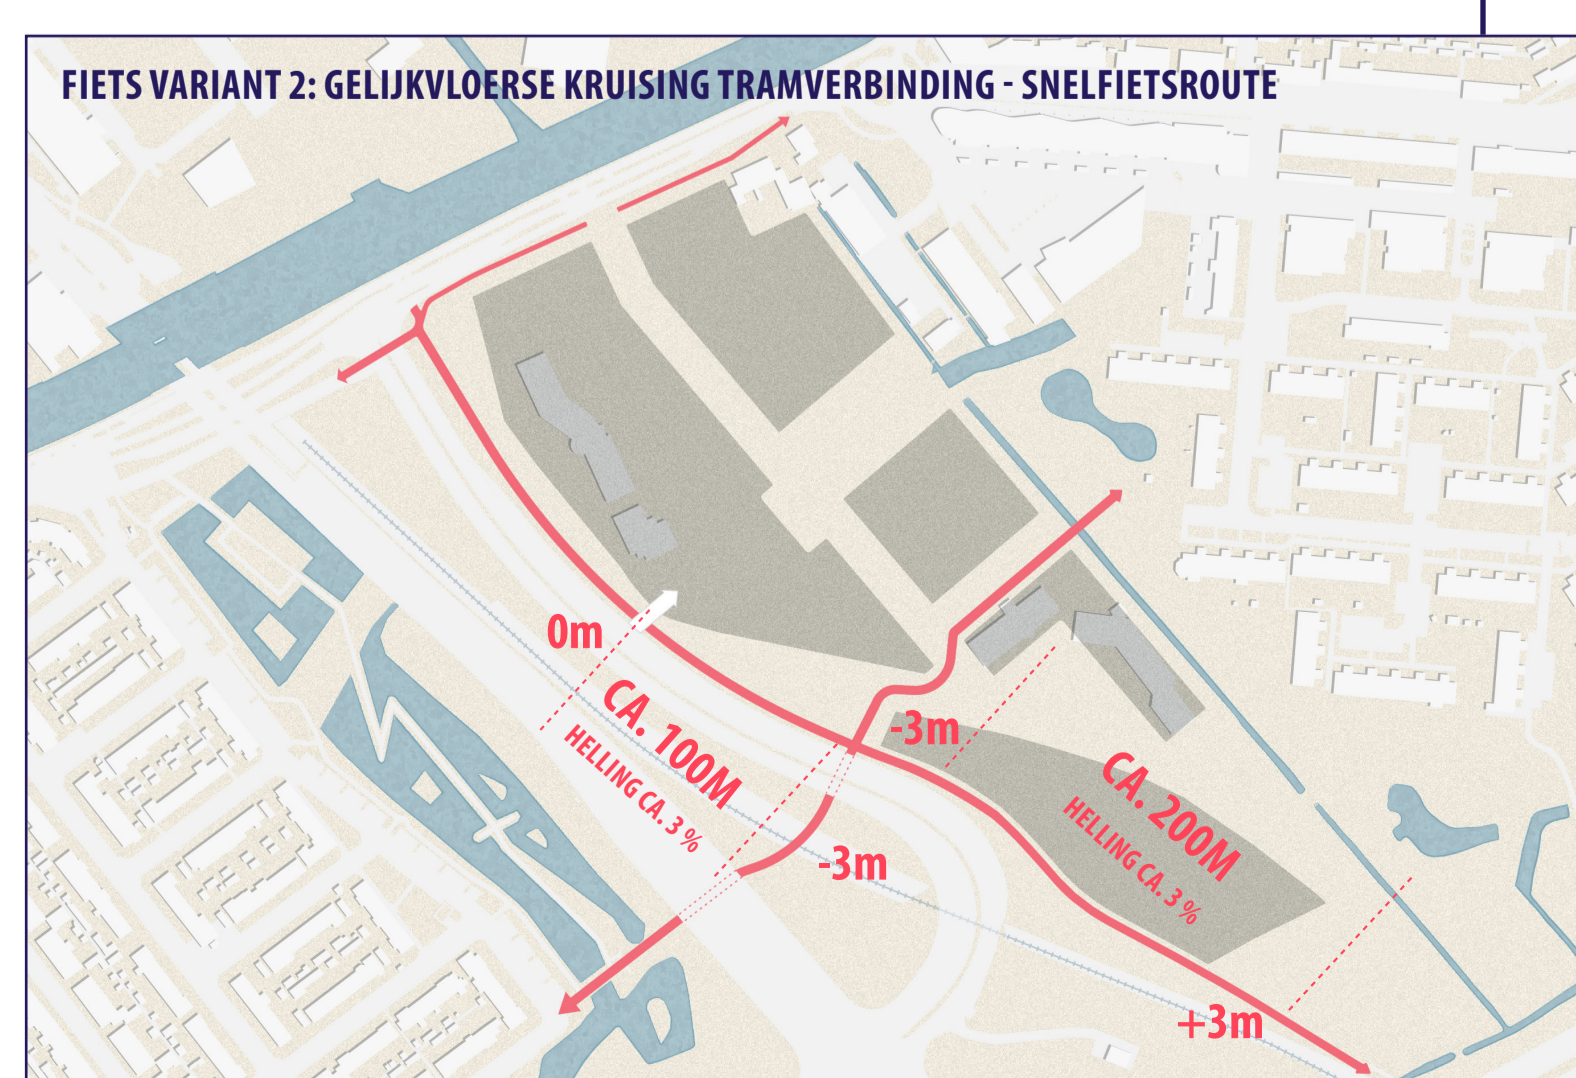 FIETS VARIANT 2: GELIJKVLOERSE KRUISING TRAMVERBINDING - SNELFIETSROUTE
0m
CA. 100M
HELLING CA. 3 %
-3m
-3m
CA. 200M
HELLING CA. 3 %
+3m